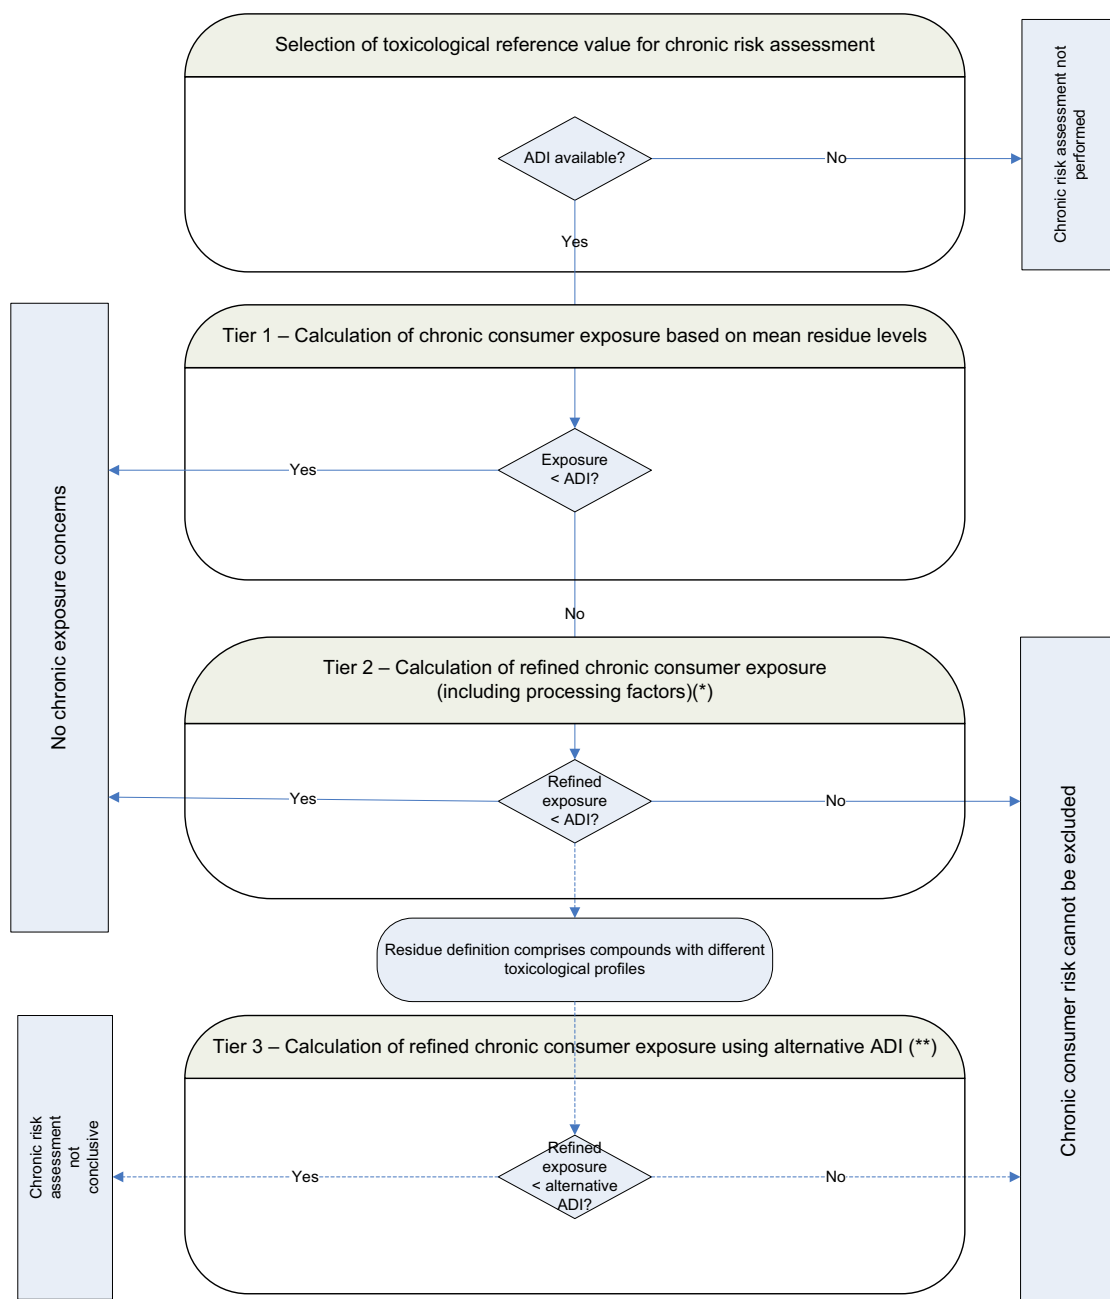 Selection of toxicological reference value for chronic risk assessment
Chronic risk assessment not
performed
ADI available?
No
Yes
Tier 1 – Calculation of chronic consumer exposure based on mean residue levels
Exposure
< ADI?
Yes
No
No chronic exposure concerns
Tier 2 – Calculation of refined chronic consumer exposure
(including processing factors)(*)
Refined
exposure
< ADI?
Yes
No
Chronic consumer risk cannot be excluded
Residue definition comprises compounds with different
toxicological profiles
Tier 3 – Calculation of refined chronic consumer exposure using alternative ADI (**)
Chronic risk
assessment
not
conclusive
Refined
exposure
< alternative
ADI?
Yes
No